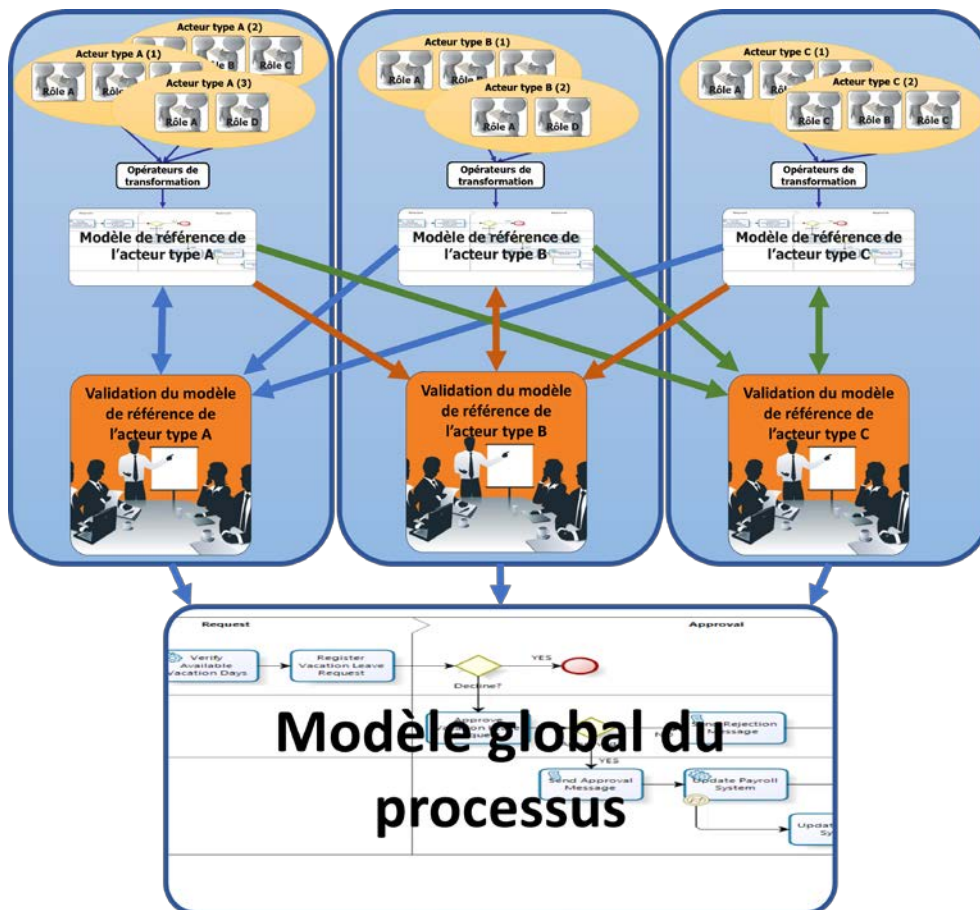 Acteur type A (2)
Rôle B
Rôle C
Acteur type A (1)
Rôle A
Acteur type A (3)
Rôle A
Rôle D
Opérateurs de
transformation
Modèle de référence de
l'acteur type A
Validation du modèle
de référence de
l'acteur type A
Acteur type B (1)
Rôle A
Acteur type B (2)
Rôle A
Rôle D
Opérateurs de
transformation
Modèle de référence de
l'acteur type B
Validation du modèle
de référence de
l'acteur type B
Acteur type C (1)
Rôle A
Acteur type C (2)
Rôle C
Rôle B
Rôle C
Opérateurs de
transformation
Modèle de référence de
l'acteur type C
Validation du modèle
de référence de
l'acteur type C
Request
Approval
Verify
Available
Vacation Days
Register
Vacation Leave
Request
YES
Decline?
Approve
Send Rejection
Message
Modèle global du
processus
YES
Send Approval
Message
Update Payroll
System